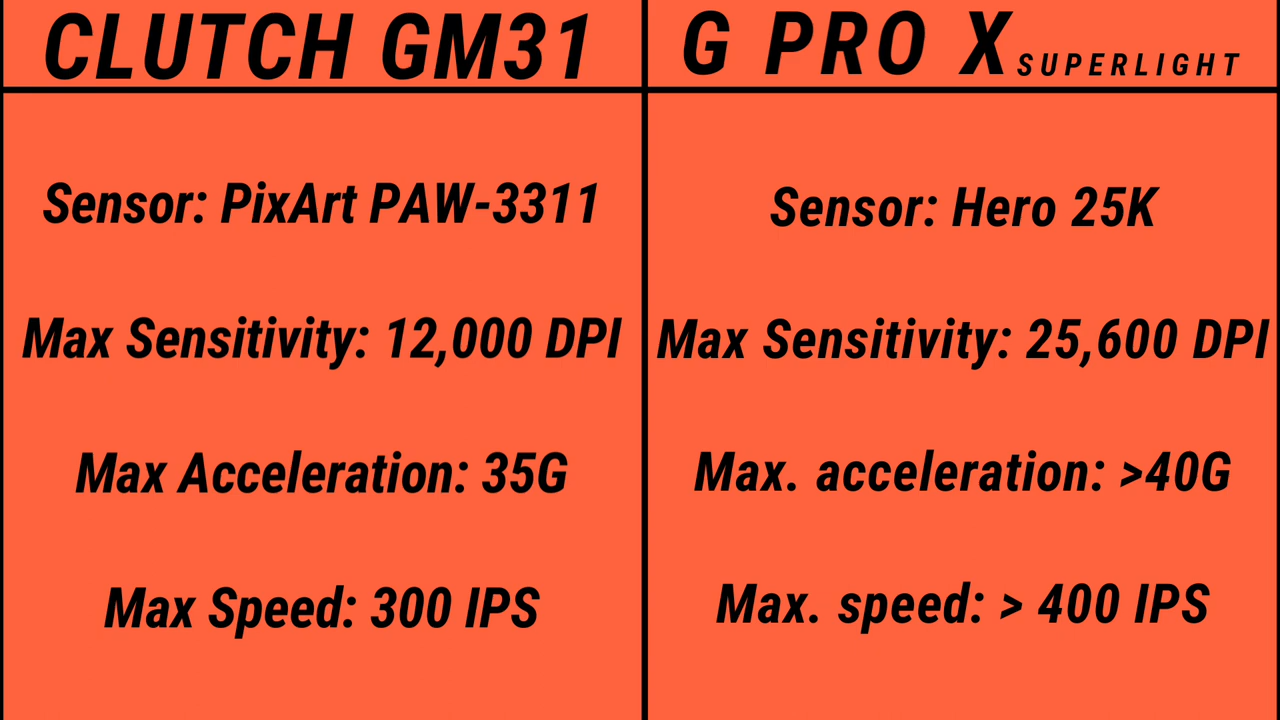 CLUTCH GM31
G PRO X SUPERLIGHT
Sensor: PixArt PAW-3311
Max Sensitivity: 12,000 DPI
Max Acceleration: 35G
Max Speed: 300 IPS
Sensor: Hero 25K
Max Sensitivity: 25,600 DPI
Max. acceleration: >40G
Max. speed: > 400 IPS